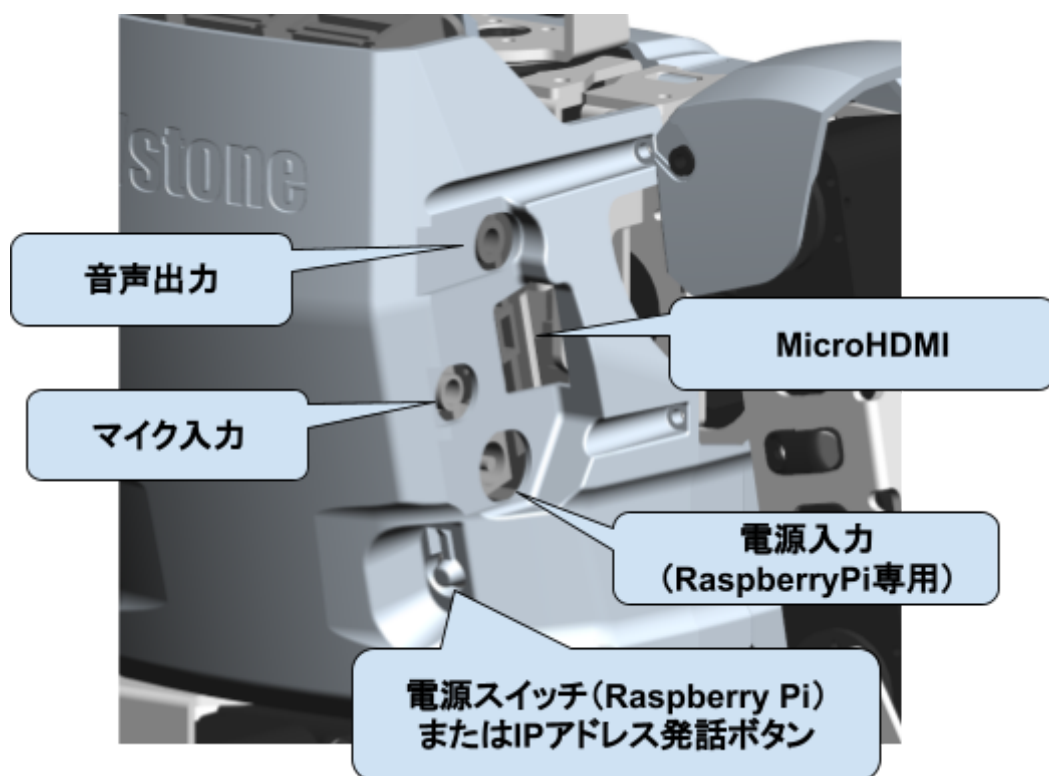 stone
音声出力
MicroHDMI
マイク入力
電源入力
（RaspberryPi専用）
電源スイッチ（Raspberry Pi）
またはIPアドレス発話ボタン